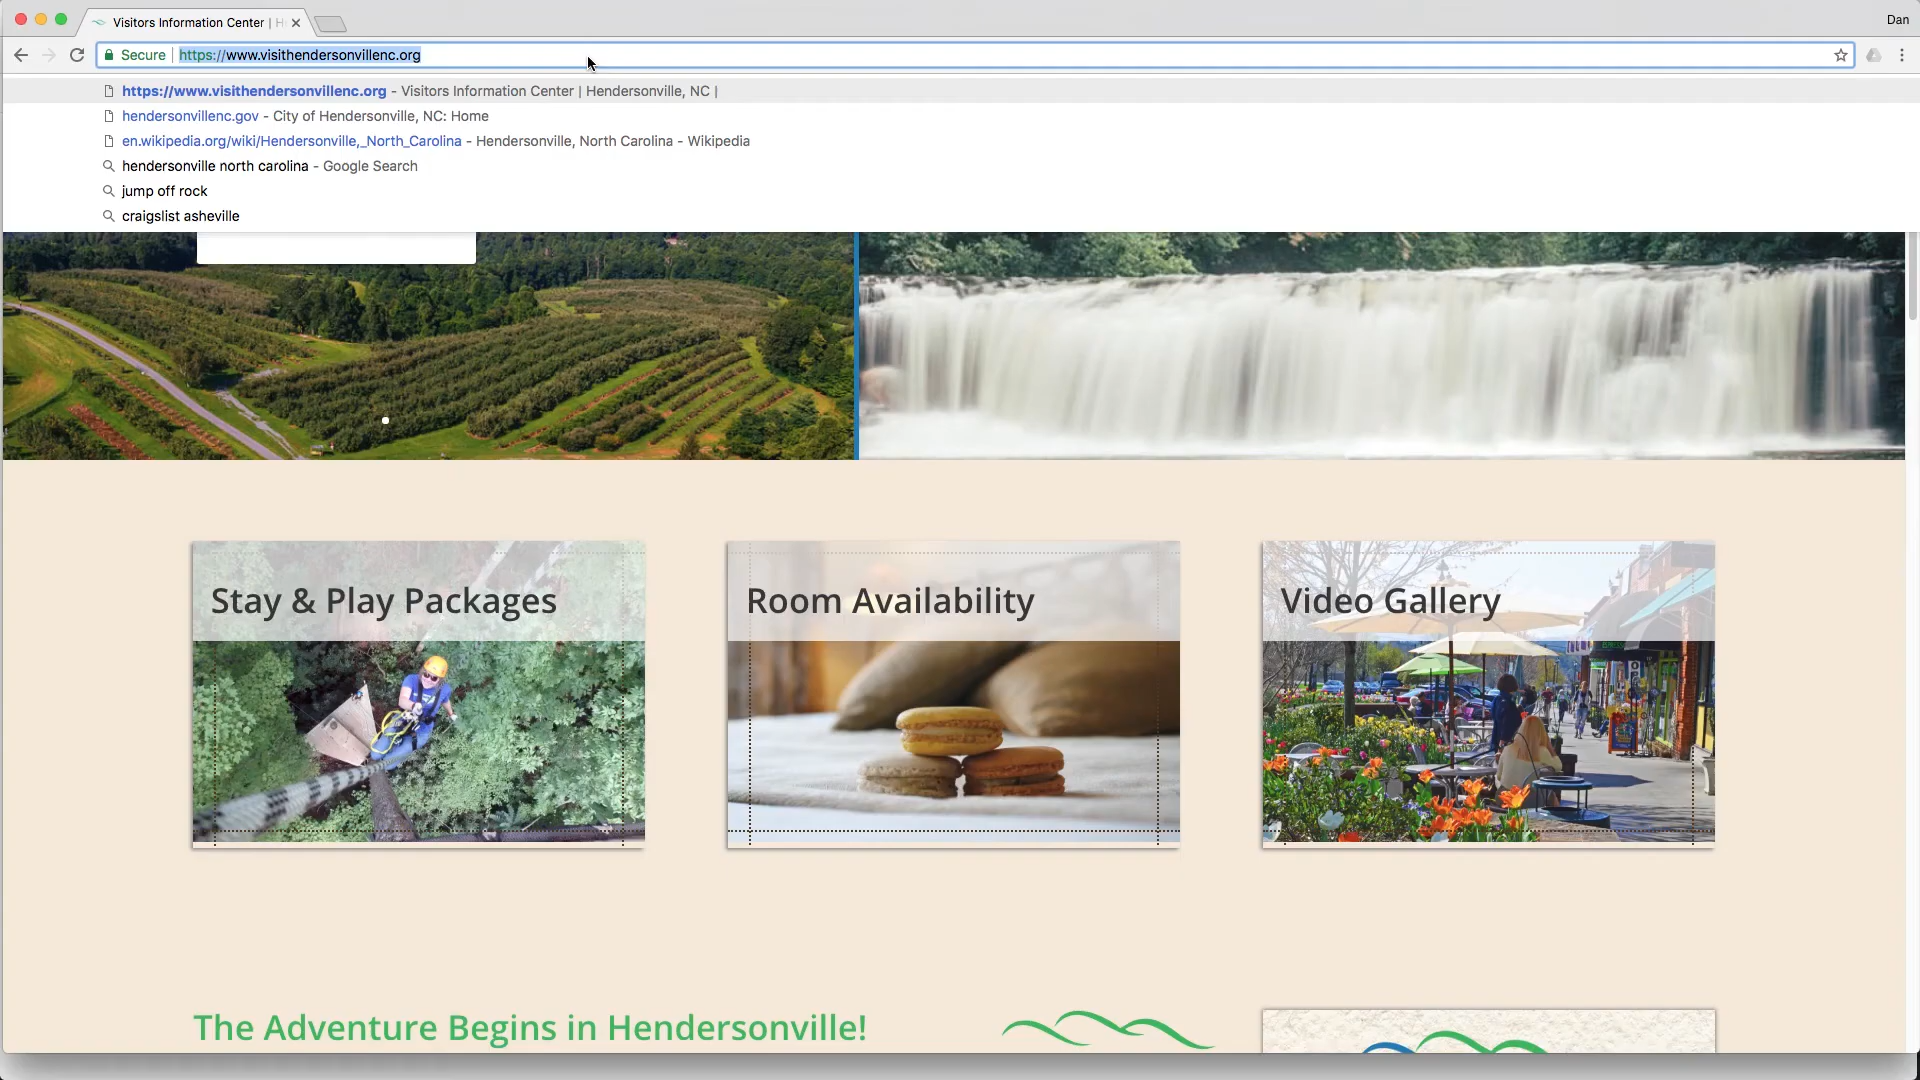 Visitors Information Center | H
Dan
Secure https://www.visithendersonvillenc.org
https://www.visithendersonvillenc.org - Visitors Information Center | Hendersonville, NC |
hendersonvillenc.gov - City of Hendersonville, NC: Home
en.wikipedia.org/wiki/Hendersonville,_North_Carolina - Hendersonville, North Carolina - Wikipedia
hendersonville north carolina - Google Search
jump off rock
craigslist asheville
Stay & Play Packages
Room Availability
Video Gallery
The Adventure Begins in Hendersonville!